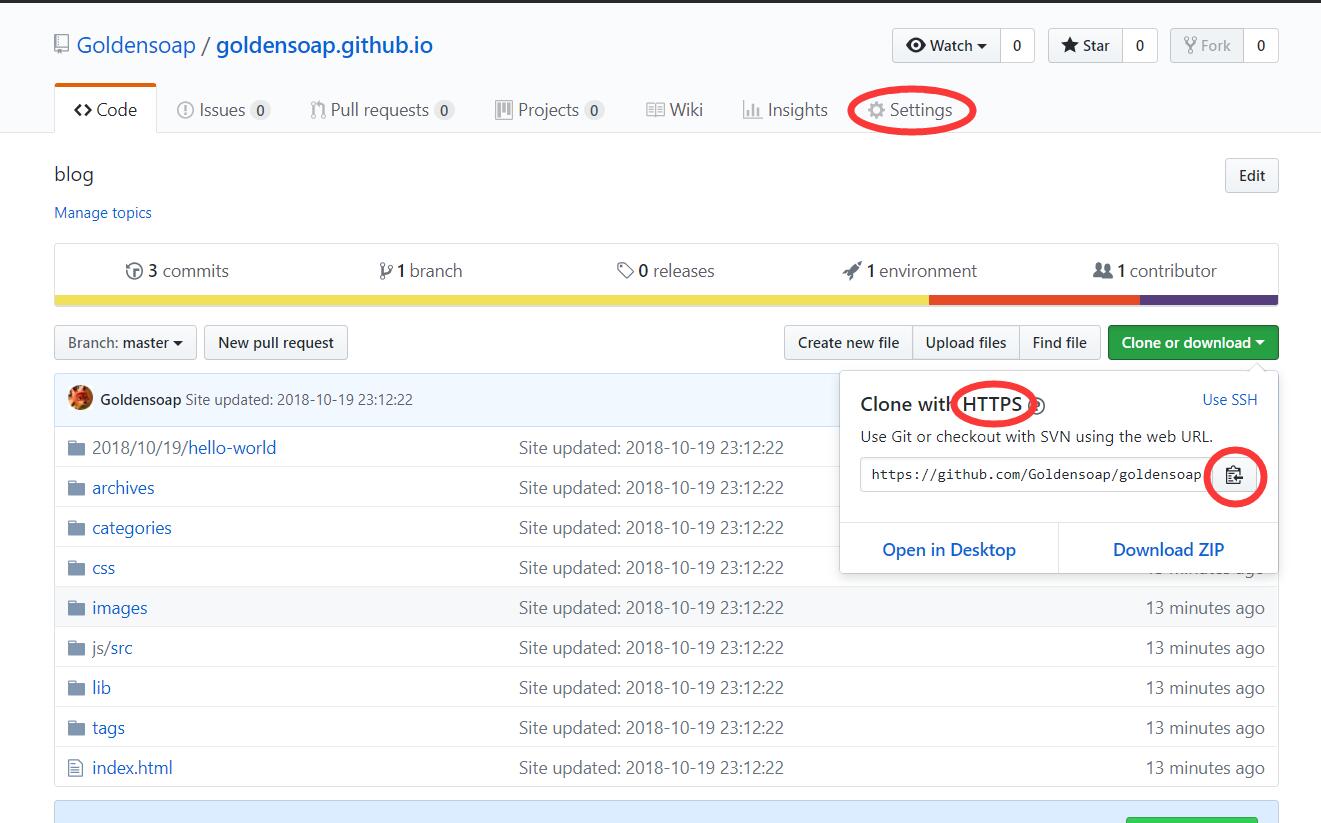 Goldensoap / goldensoap.github.io
Watch 0 Star 0 Fork 0
Code Issues 0 Pull requests 0 Projects 0 Wiki Insights Settings
blog
Edit
Manage topics
3 commits 1 branch 0 releases 1 environment 1 contributor
Branch: master New pull request Create new file Upload files Find file Clone or download
Goldensoap Site updated: 2018-10-19 23:12:22
Clone with HTTPS
Use SSH
Use Git or checkout with SVN using the web URL.
https://github.com/Goldensoap/goldensoap
Open in Desktop Download ZIP
2018/10/19/hello-world Site updated: 2018-10-19 23:12:22
archives Site updated: 2018-10-19 23:12:22
categories Site updated: 2018-10-19 23:12:22
css Site updated: 2018-10-19 23:12:22
images Site updated: 2018-10-19 23:12:22 13 minutes ago
js/src Site updated: 2018-10-19 23:12:22 13 minutes ago
lib Site updated: 2018-10-19 23:12:22 13 minutes ago
tags Site updated: 2018-10-19 23:12:22 13 minutes ago
index.html Site updated: 2018-10-19 23:12:22 13 minutes ago